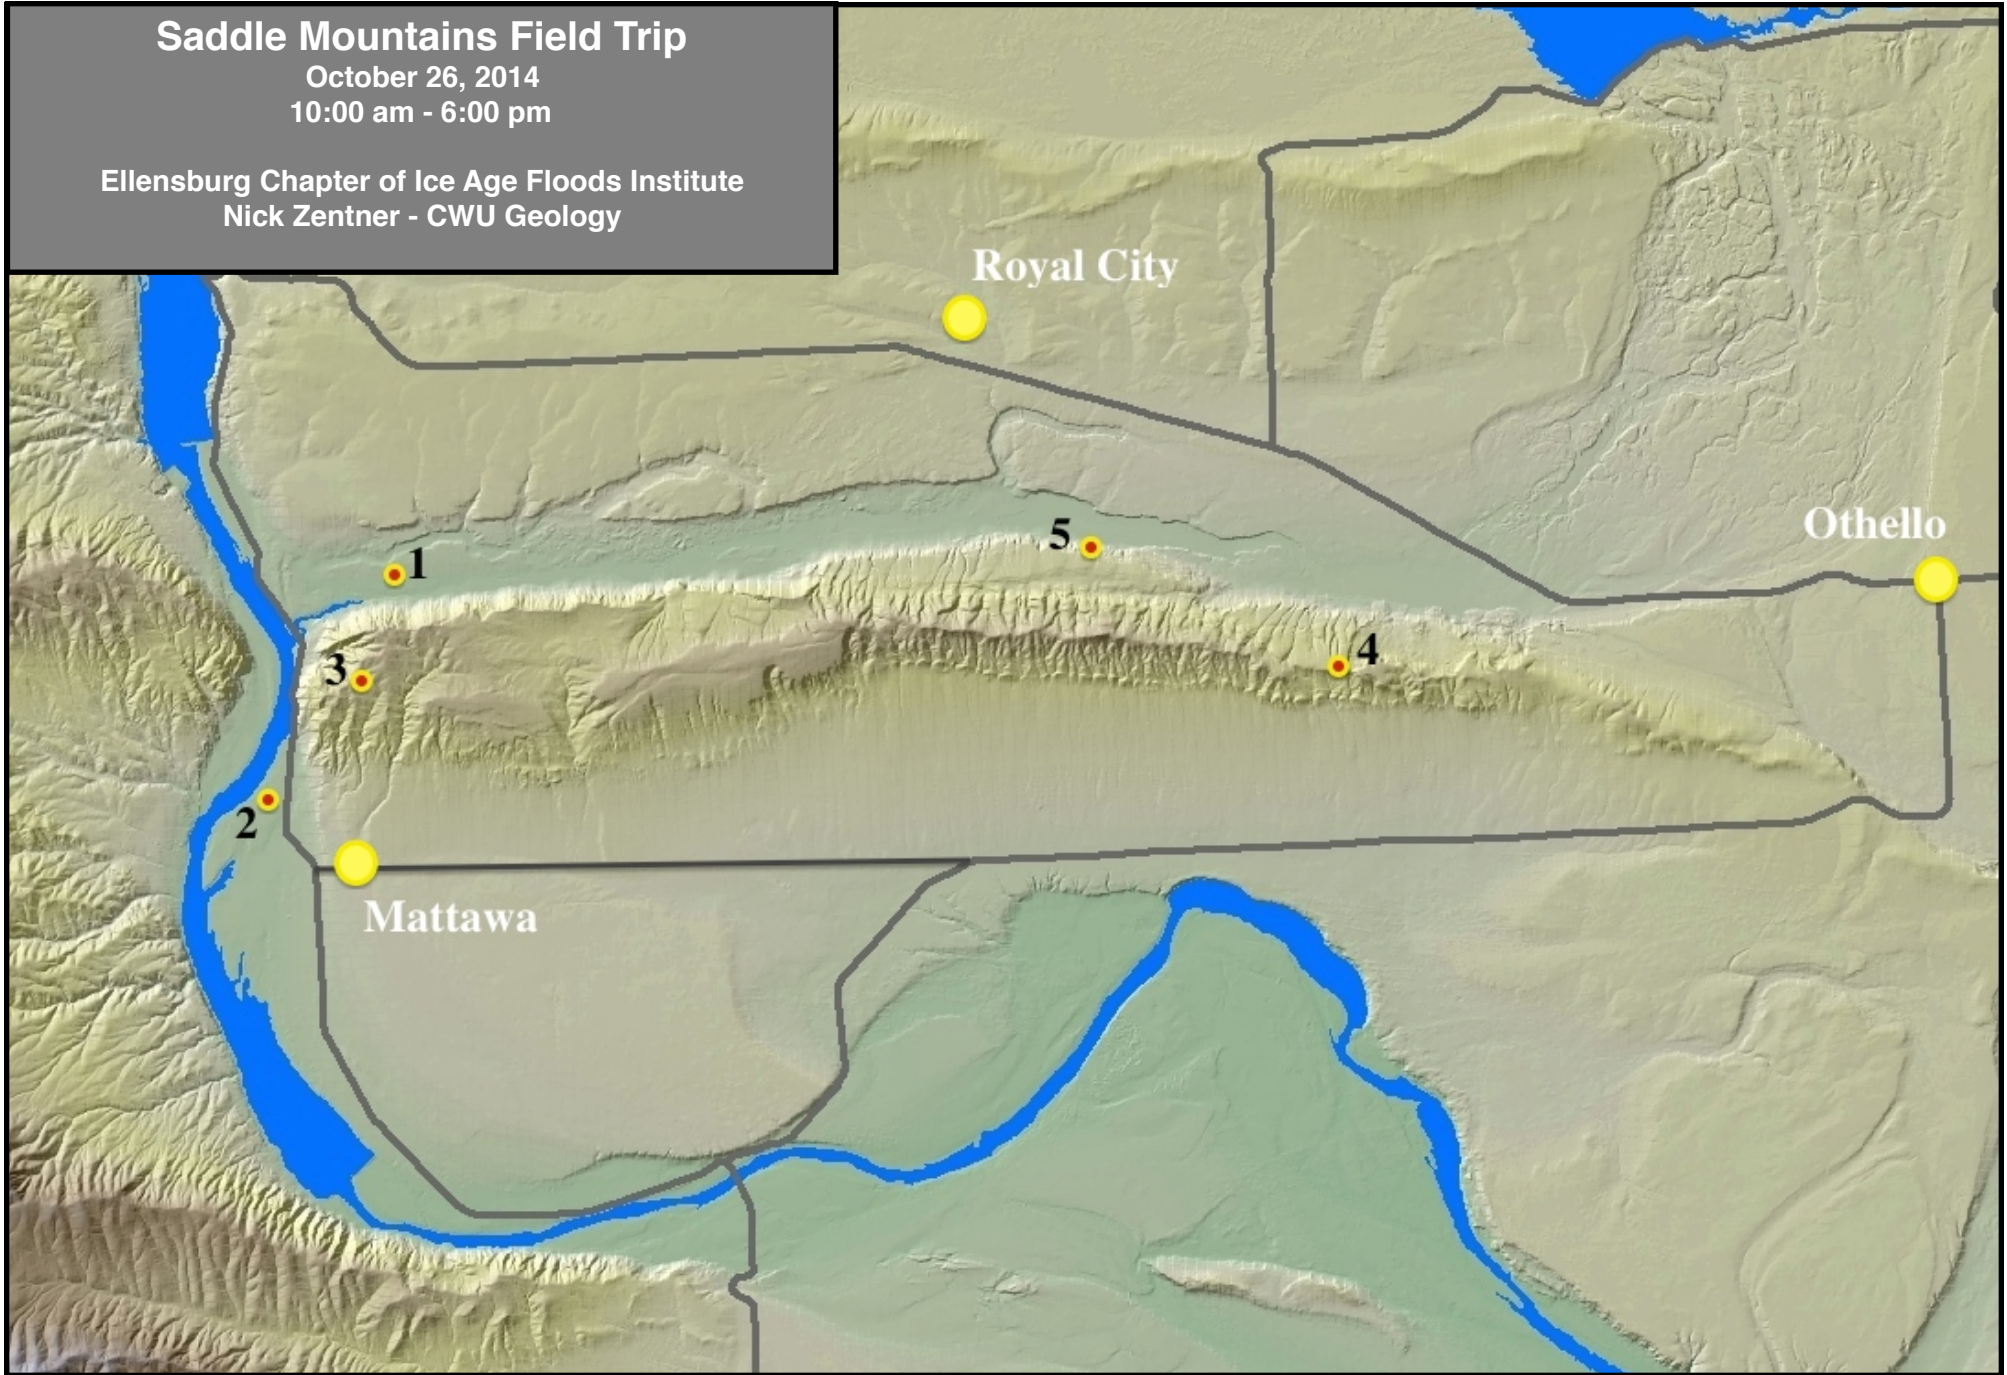 Saddle Mountains Field Trip
October 26, 2014
10:00 am - 6:00 pm
Ellensburg Chapter of Ice Age Floods Institute
Nick Zentner - CWU Geology
Royal City
Othello
5
1
4
3
2
Mattawa